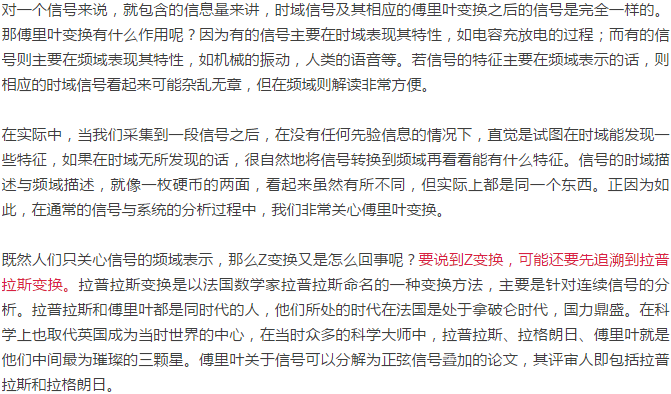 对一个信号来说，就包含的信息量来讲，时域信号及其相应的傅里叶变换之后的信号是完全一样的。
那傅里叶变换有什么作用呢？因为有的信号主要在时域表现其特性，如电容充放电的过程；而有的信
号则主要在频域表现其特性，如机械的振动，人类的语音等。若信号的特征主要在频域表示的话，则
相应的时域信号看起来可能杂乱无章，但在频域则解读非常方便。
在实际中，当我们采集到一段信号之后，在没有任何先验信息的情况下，直觉是试图在时域能发现一
些特征，如果在时域无所发现的话，很自然地将信号转换到频域再看看能有什么特征。信号的时域描
述与频域描述，就像一枚硬币的两面，看起来虽然有所不同，但实际上都是同一个东西。正因为如
此，在通常的信号与系统的分析过程中，我们非常关心傅里叶变换。
既然人们只关心信号的频域表示，那么Z变换又是怎么回事呢？要说到Z变换，可能还要先追溯到拉普
拉斯变换。拉普拉斯变换是以法国数学家拉普拉斯命名的一种变换方法，主要是针对连续信号的分
析。拉普拉斯和傅里叶都是同时代的人，他们所处的时代在法国是处于拿破仑时代，国力鼎盛。在科
学上也取代英国成为当时世界的中心，在当时众多的科学大师中，拉普拉斯、拉格朗日、傅里叶就是
他们中间最为璀璨的三颗星。傅里叶关于信号可以分解为正弦信号叠加的论文，其评审人即包括拉普
拉斯和拉格朗日。